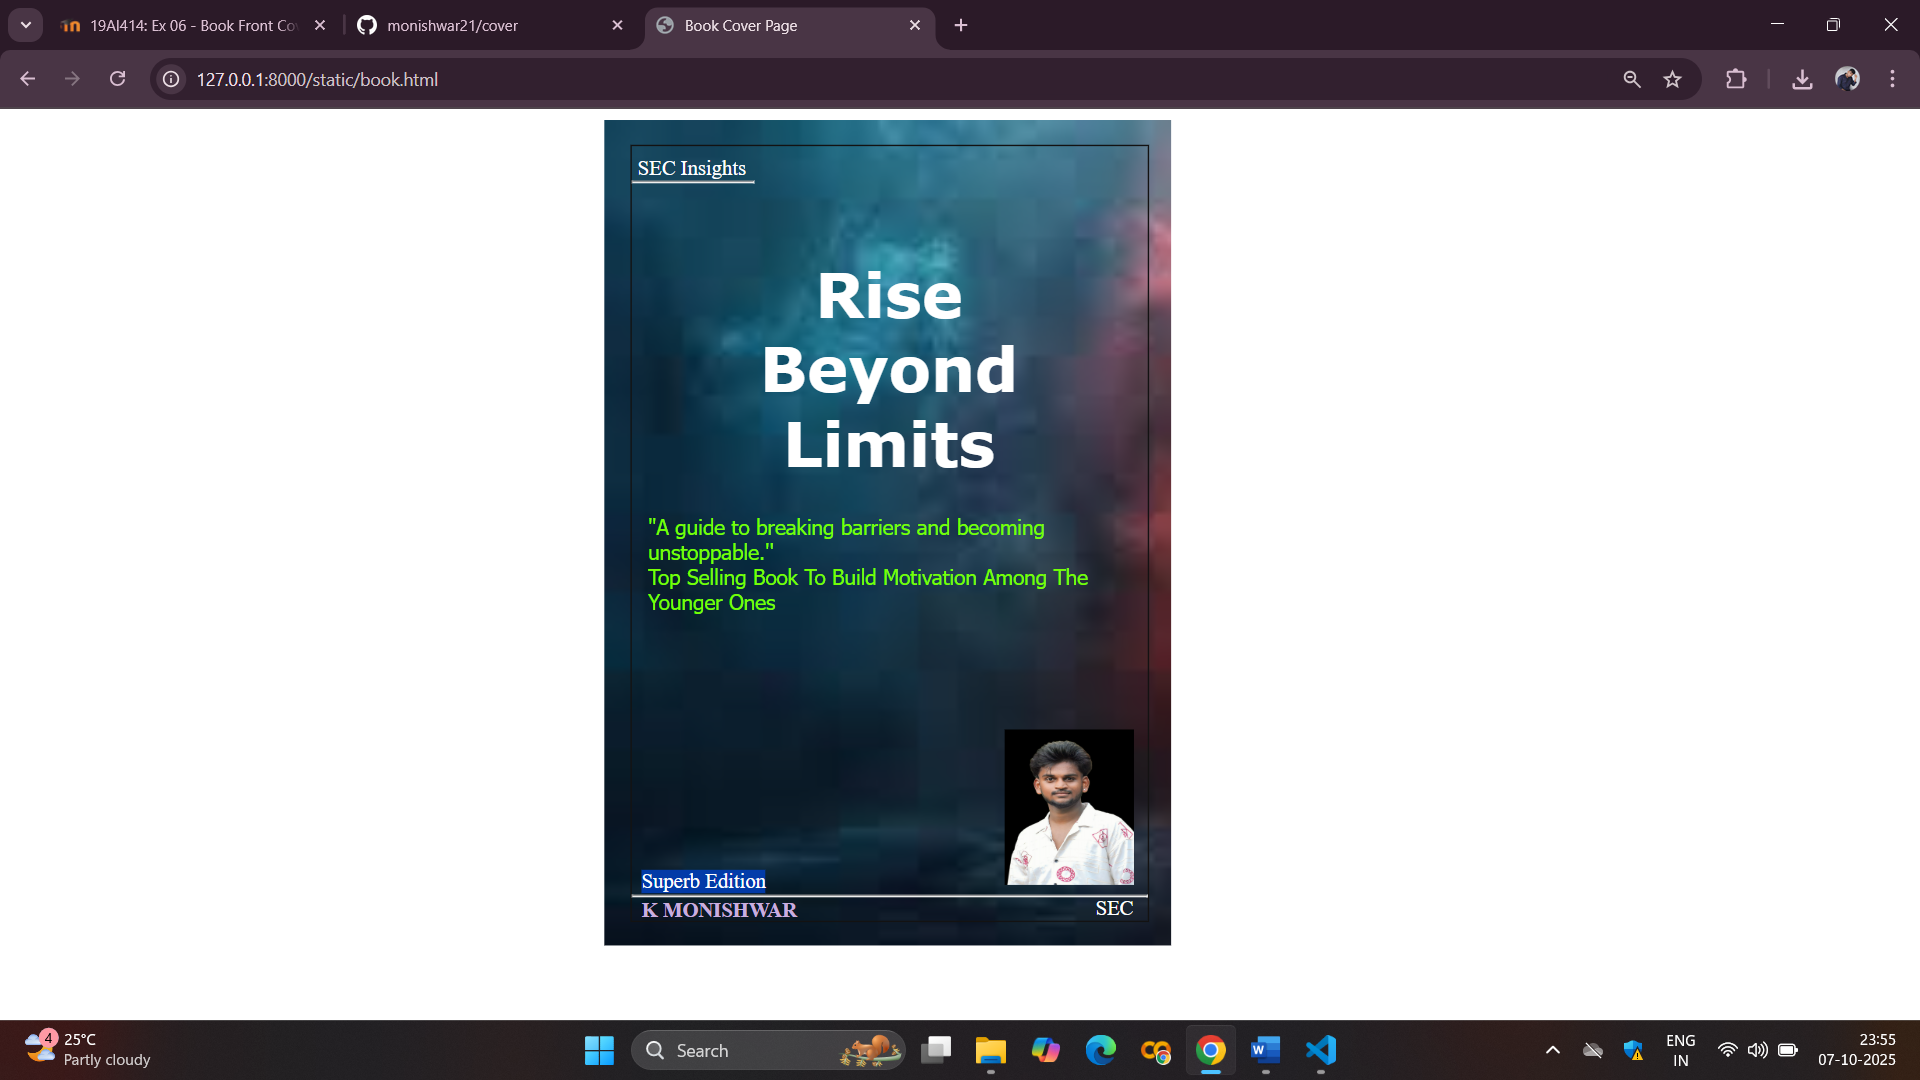 19AI414: Ex 06 - Book Front Co
monishwar21/cover
Book Cover Page
127.0.0.1:8000/static/book.html
SEC Insights
Rise
Beyond
Limits
"A guide to breaking barriers and becoming
unstoppable."
Top Selling Book To Build Motivation Among The
Younger Ones
Superb Edition
K MONISHWAR
SEC
4
25°C
Partly cloudy
Search
W
ENG
IN
23:55
07-10-2025